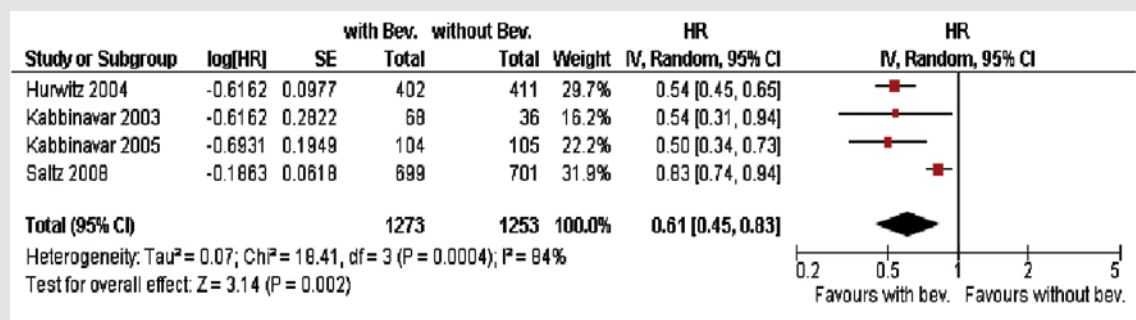 with Bev. without Bev. HR HR
Study or Subgroup log[HR] SE Total Total Weight IV, Random, 95% CI IV, Random, 95% CI
Hurwitz 2004 -0.6162 0.0977 402 411 29.7% 0.54 [0.45, 0.65]
Kabbinavar 2003 -0.6162 0.2822 68 36 16.2% 0.54 [0.31, 0.94]
Kabbinavar 2005 -0.6931 0.1949 104 105 22.2% 0.50 [0.34, 0.73]
Saltz 2008 -0.1863 0.0618 699 701 31.9% 0.83 [0.74, 0.94]
Total (95% CI) 1273 1253 100.0% 0.61 [0.45, 0.83]
Heterogeneity: Tau² = 0.07; Chi² = 18.41, df = 3 (P = 0.0004); I² = 84%
Test for overall effect: Z = 3.14 (P = 0.002)
0.2 0.5 1 2 5
Favours with bev. Favours without bev.